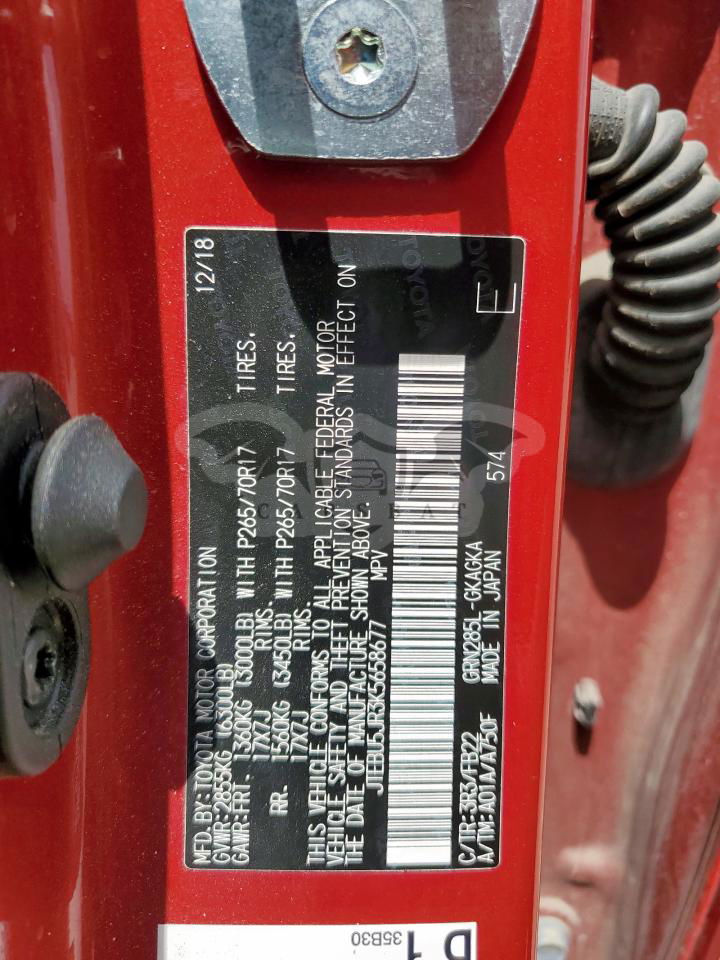 MFD. BY: TOYOTA MOTOR CORPORATION 12/18
GVWR: 2855KG (6300LB)
GAWR: FRT. 1360KG (3000LB) WITH P265/70R17 TIRES.
17X7J RIMS.
RR. 1560KG (3450LB) WITH P265/70R17 TIRES.
17X7J RIMS.
THIS VEHICLE CONFORMS TO ALL APPLICABLE FEDERAL MOTOR
VEHICLE SAFETY AND THEFT PREVENTION STANDARDS IN EFFECT ON
THE DATE OF MANUFACTURE SHOWN ABOVE.
JTEBU5JR3K5658677 MPV
C/TR: 3R3/FB22 GRN285L-GKAGKA
A/TM: A01A/A750F MADE IN JAPAN 574
TOYOTA
TOYOTA
CARSBAT
D1
35B30